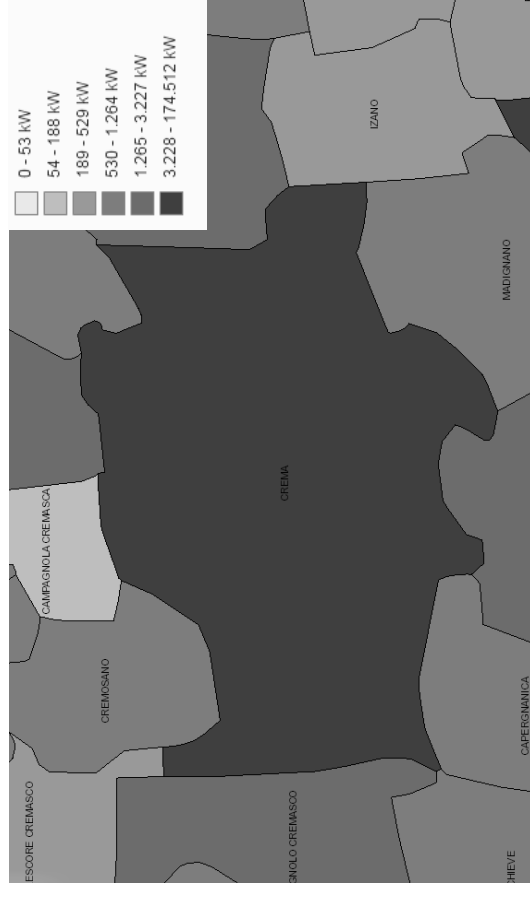 0 - 53 kW
54 - 188 kW
189 - 529 kW
530 - 1.264 kW
1.265 - 3.227 kW
3.228 - 174.512 kW
ESCORE CREMASCO
CREMOSANO
CAMPAGNOLA CREMASCA
GNOLO CREMASCO
CREMA
IZANO
CHIEVE
CAPERGNANICA
MADIGNANO